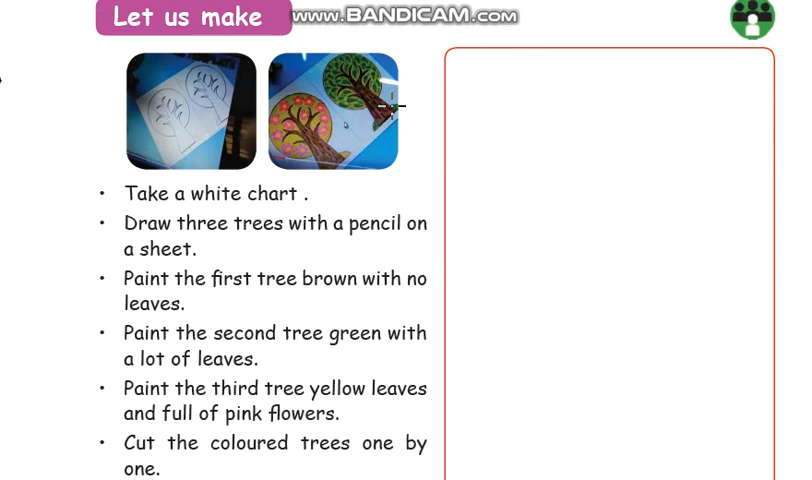 Let us make
www.BANDICAM.com
• Take a white chart .
• Draw three trees with a pencil on
a sheet.
• Paint the first tree brown with no
leaves.
• Paint the second tree green with
a lot of leaves.
• Paint the third tree yellow leaves
and full of pink flowers.
• Cut the coloured trees one by
one.